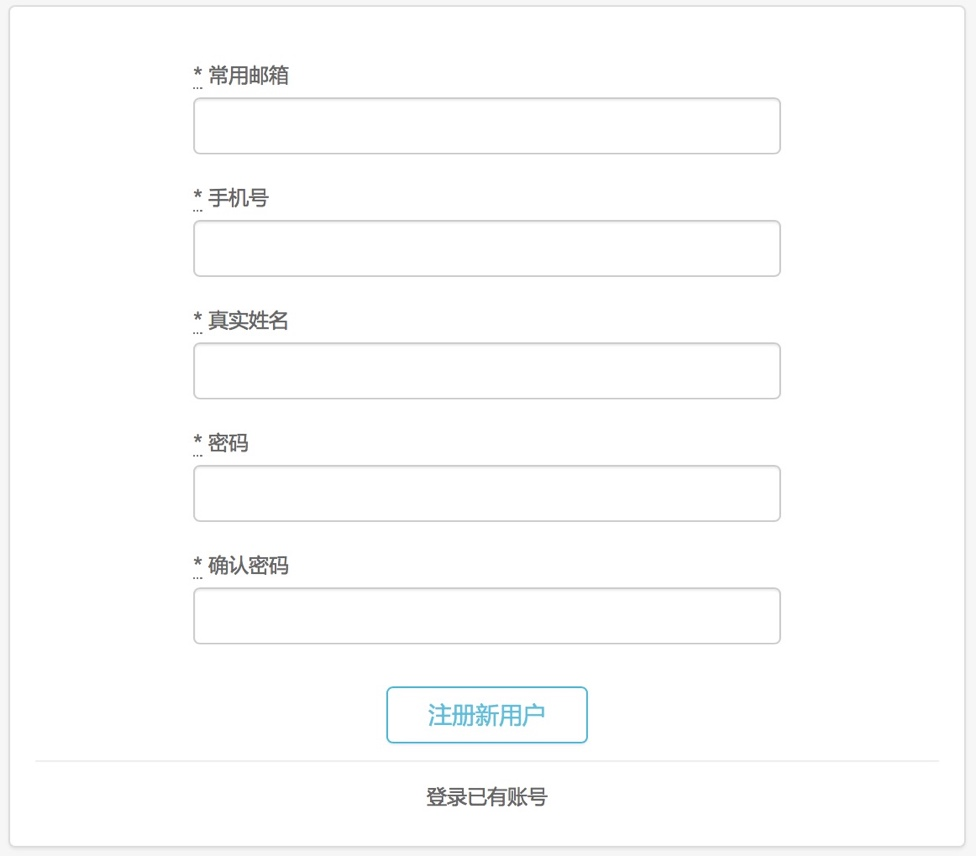 * 常用邮箱
* 手机号
* 真实姓名
* 密码
* 确认密码
注册新用户
登录已有账号